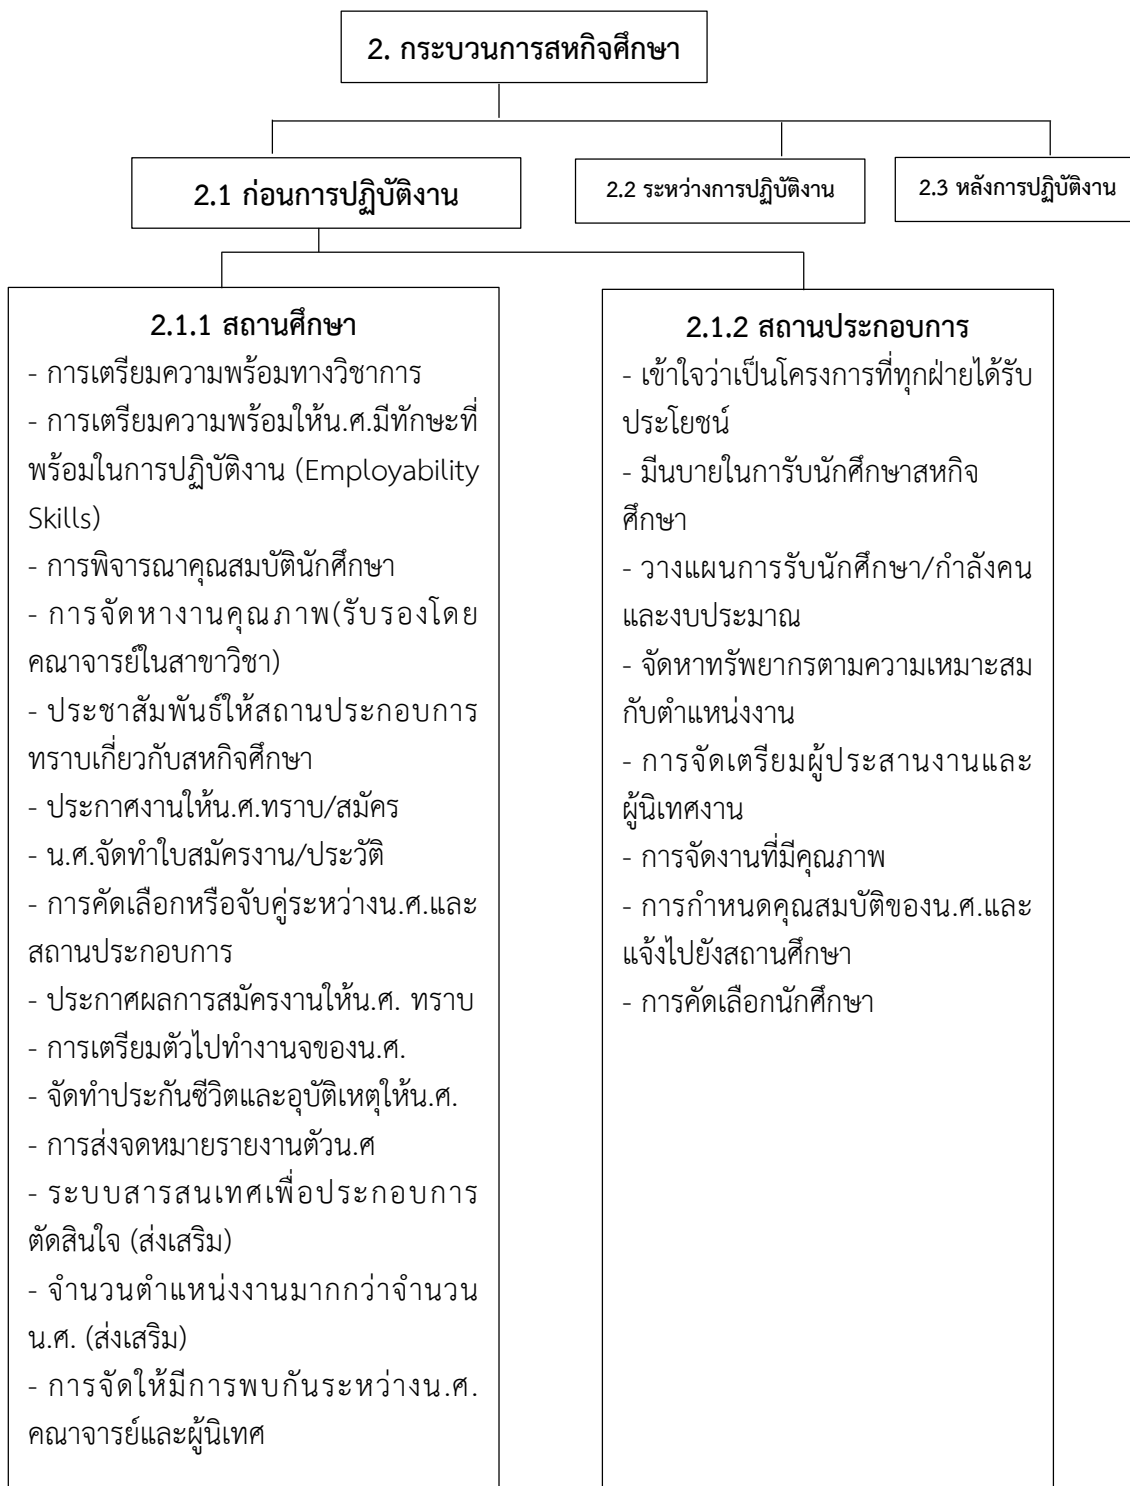 2. กระบวนการสหกิจศึกษา
2.1 ก่อนการปฏิบัติงาน
2.2 ระหว่างการปฏิบัติงาน
2.3 หลังการปฏิบัติงาน
2.1.1 สถานศึกษา
- การเตรียมความพร้อมทางวิชาการ
- การเตรียมความพร้อมให้น.ศ.มีทักษะที่
พร้อมในการปฏิบัติงาน (Employability
Skills)
- การพิจารณาคุณสมบัตินักศึกษา
- การจัดหางานคุณภาพ(รับรองโดย
คณาจารย์ในสาขาวิชา)
- ประชาสัมพันธ์ให้สถานประกอบการ
ทราบเกี่ยวกับสหกิจศึกษา
- ประกาศงานให้น.ศ.ทราบ/สมัคร
- น.ศ.จัดทำใบสมัครงาน/ประวัติ
- การคัดเลือกหรือจับคู่ระหว่างน.ศ.และ
สถานประกอบการ
- ประกาศผลการสมัครงานให้น.ศ. ทราบ
- การเตรียมตัวไปทำงานจของน.ศ.
- จัดทำประกันชีวิตและอุบัติเหตุให้น.ศ.
- การส่งจดหมายรายงานตัวน.ศ
- ระบบสารสนเทศเพื่อประกอบการ
ตัดสินใจ (ส่งเสริม)
- จำนวนตำแหน่งงานมากกว่าจำนวน
น.ศ. (ส่งเสริม)
- การจัดให้มีการพบกันระหว่างน.ศ.
คณาจารย์และผู้นิเทศ
2.1.2 สถานประกอบการ
- เข้าใจว่าเป็นโครงการที่ทุกฝ่ายได้รับ
ประโยชน์
- มีนบายในการับนักศึกษาสหกิจ
ศึกษา
- วางแผนการรับนักศึกษา/กำลังคน
และงบประมาณ
- จัดหาทรัพยากรตามความเหมาะสม
กับตำแหน่งงาน
- การจัดเตรียมผู้ประสานงานและ
ผู้นิเทศงาน
- การจัดงานที่มีคุณภาพ
- การกำหนดคุณสมบัติของน.ศ.และ
แจ้งไปยังสถานศึกษา
- การคัดเลือกนักศึกษา